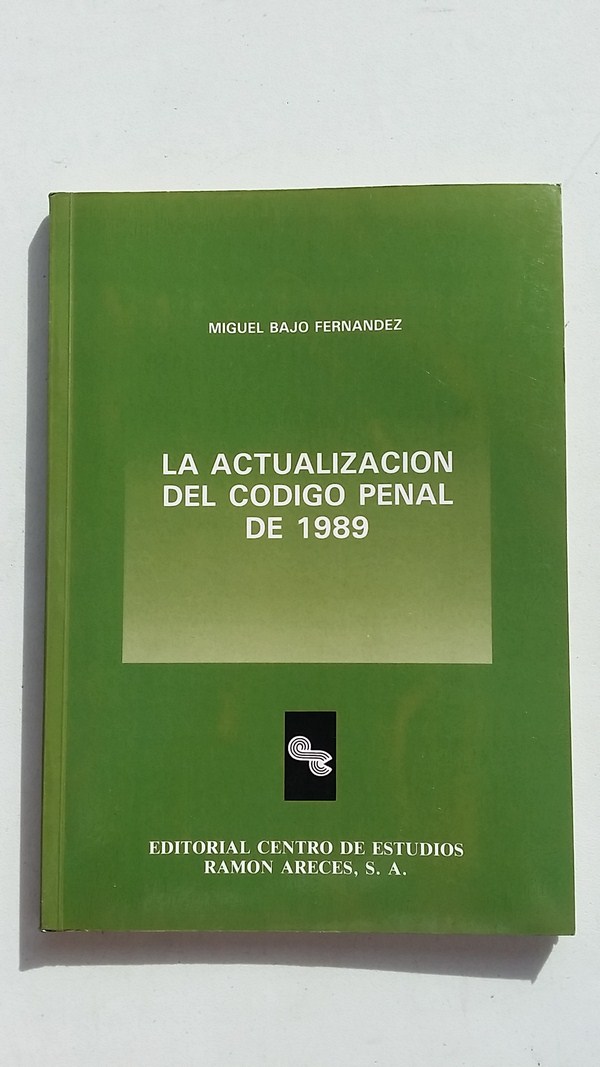 MIGUEL BAJO FERNANDEZ
LA ACTUALIZACION
DEL CODIGO PENAL
DE 1989
EDITORIAL CENTRO DE ESTUDIOS
RAMON ARECES, S. A.